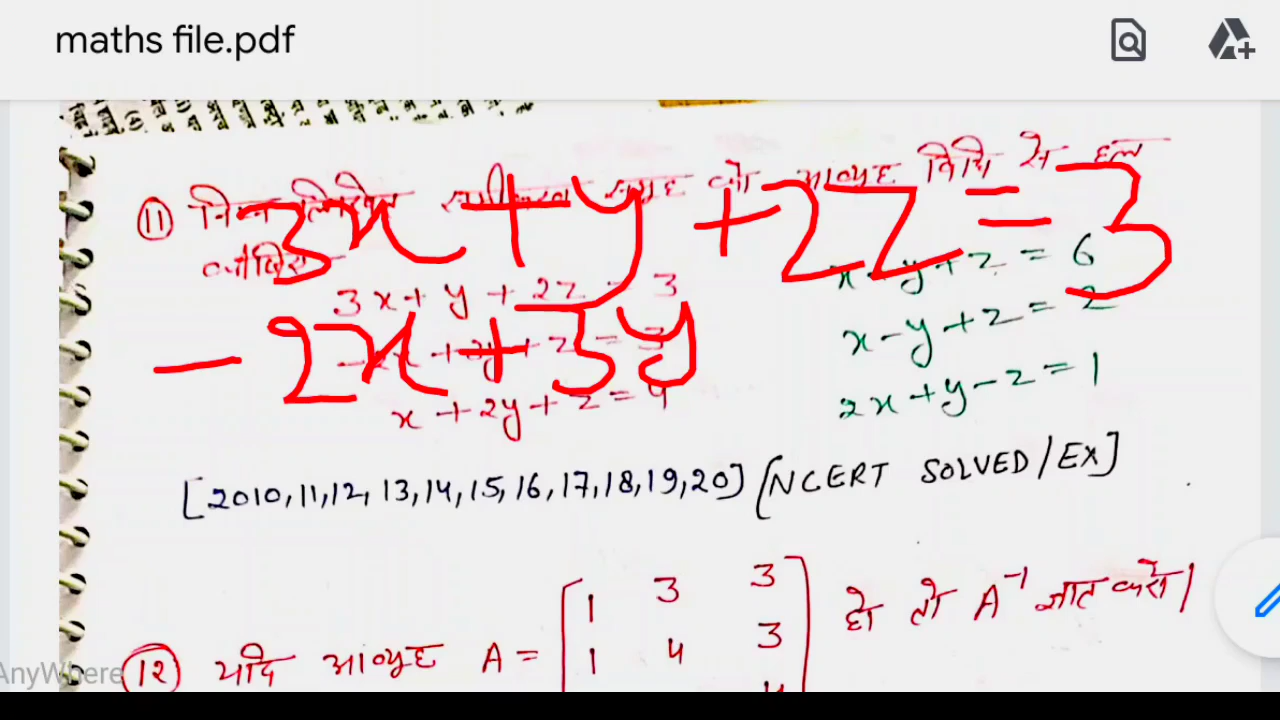 maths file.pdf
11 निम्नलिखित समीकरण समूह को आव्यूह विधि से हल
कीजिए
3x + y + 2z = 3
3x + y + 2z = 3
x - y + z = 6
- 2x + 3y
x - y + z = 2
x + 2y + z = 4
2x + y - z = 1
[2010,11,12, 13,14,15,16,17,18,19,20] [NCERT SOLVED/EX]
1 3 3
12 यदि आव्यूह A = 1 4 3 हो तो A⁻¹ ज्ञात करो।
AnyWhere